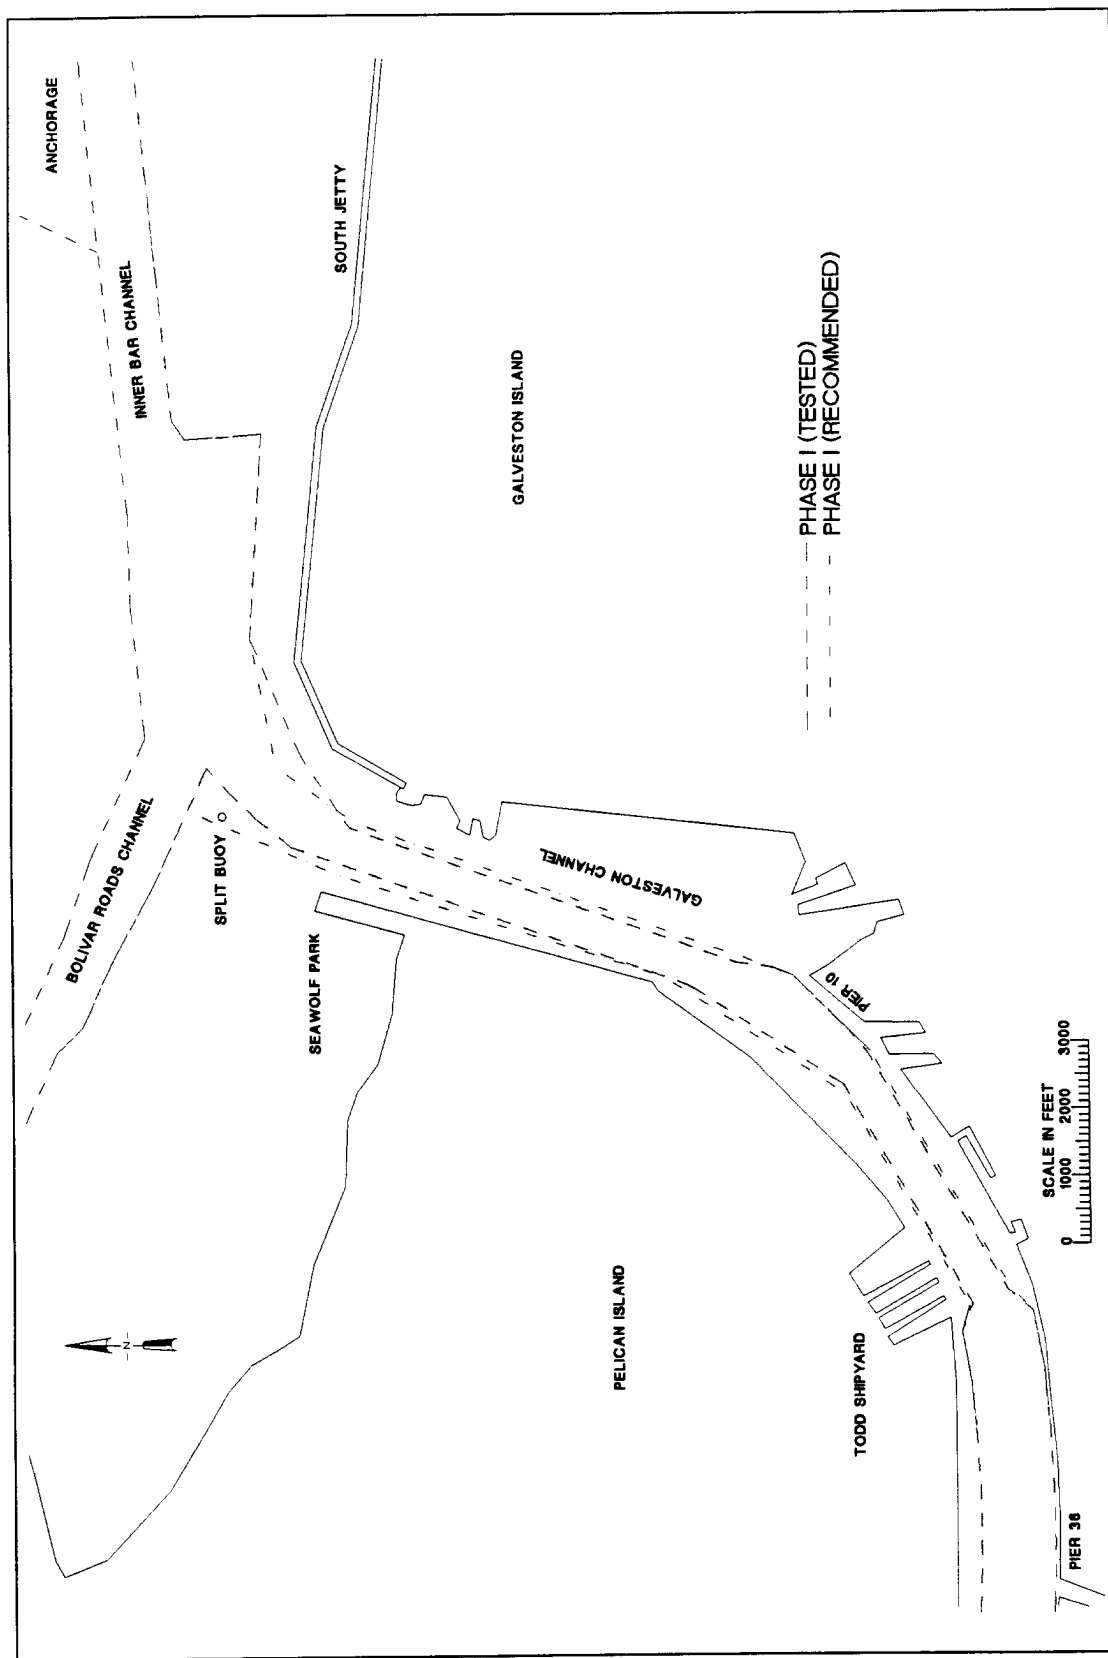 ANCHORAGE
INNER BAR CHANNEL
SOUTH JETTY
BOLIVAR ROADS CHANNEL
SPLIT BUOY
SEAWOLF PARK
GALVESTON ISLAND
GALVESTON CHANNEL
PHASE I (TESTED)
PHASE I (RECOMMENDED)
PIER 10
N
PELICAN ISLAND
TODD SHIPYARD
SCALE IN FEET
0 1000 2000 3000
PIER 36